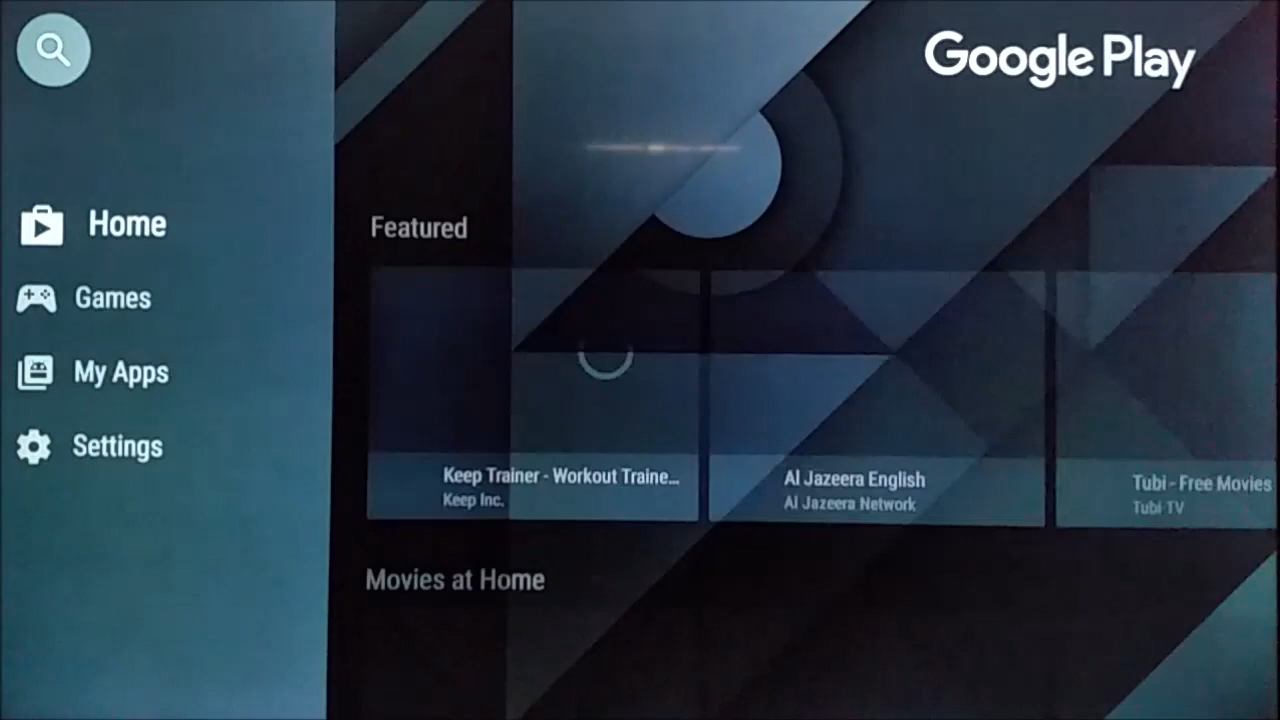 Google Play
Home
Games
My Apps
Settings
Featured
Keep Trainer - Workout Traine...
Keep Inc.
Al Jazeera English
Al Jazeera Network
Tubi - Free Movies
Tubi TV
Movies at Home